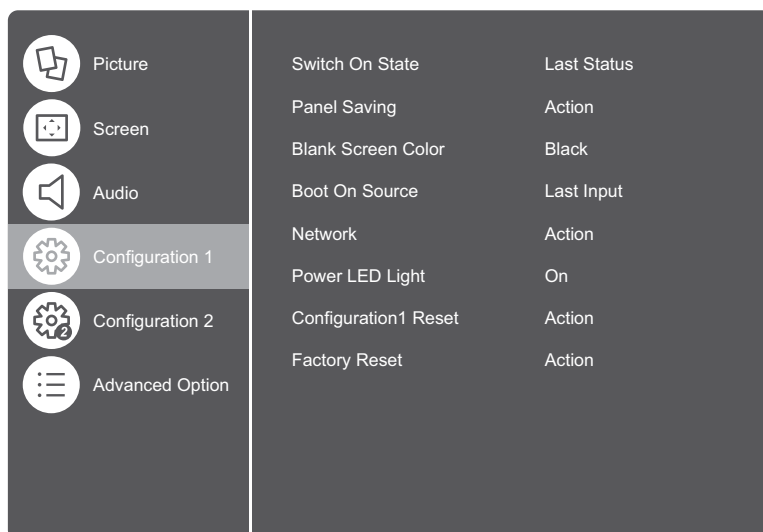 Picture
Screen
Audio
Configuration 1
2
Configuration 2
Advanced Option
Switch On State Last Status
Panel Saving Action
Blank Screen Color Black
Boot On Source Last Input
Network Action
Power LED Light On
Configuration1 Reset Action
Factory Reset Action